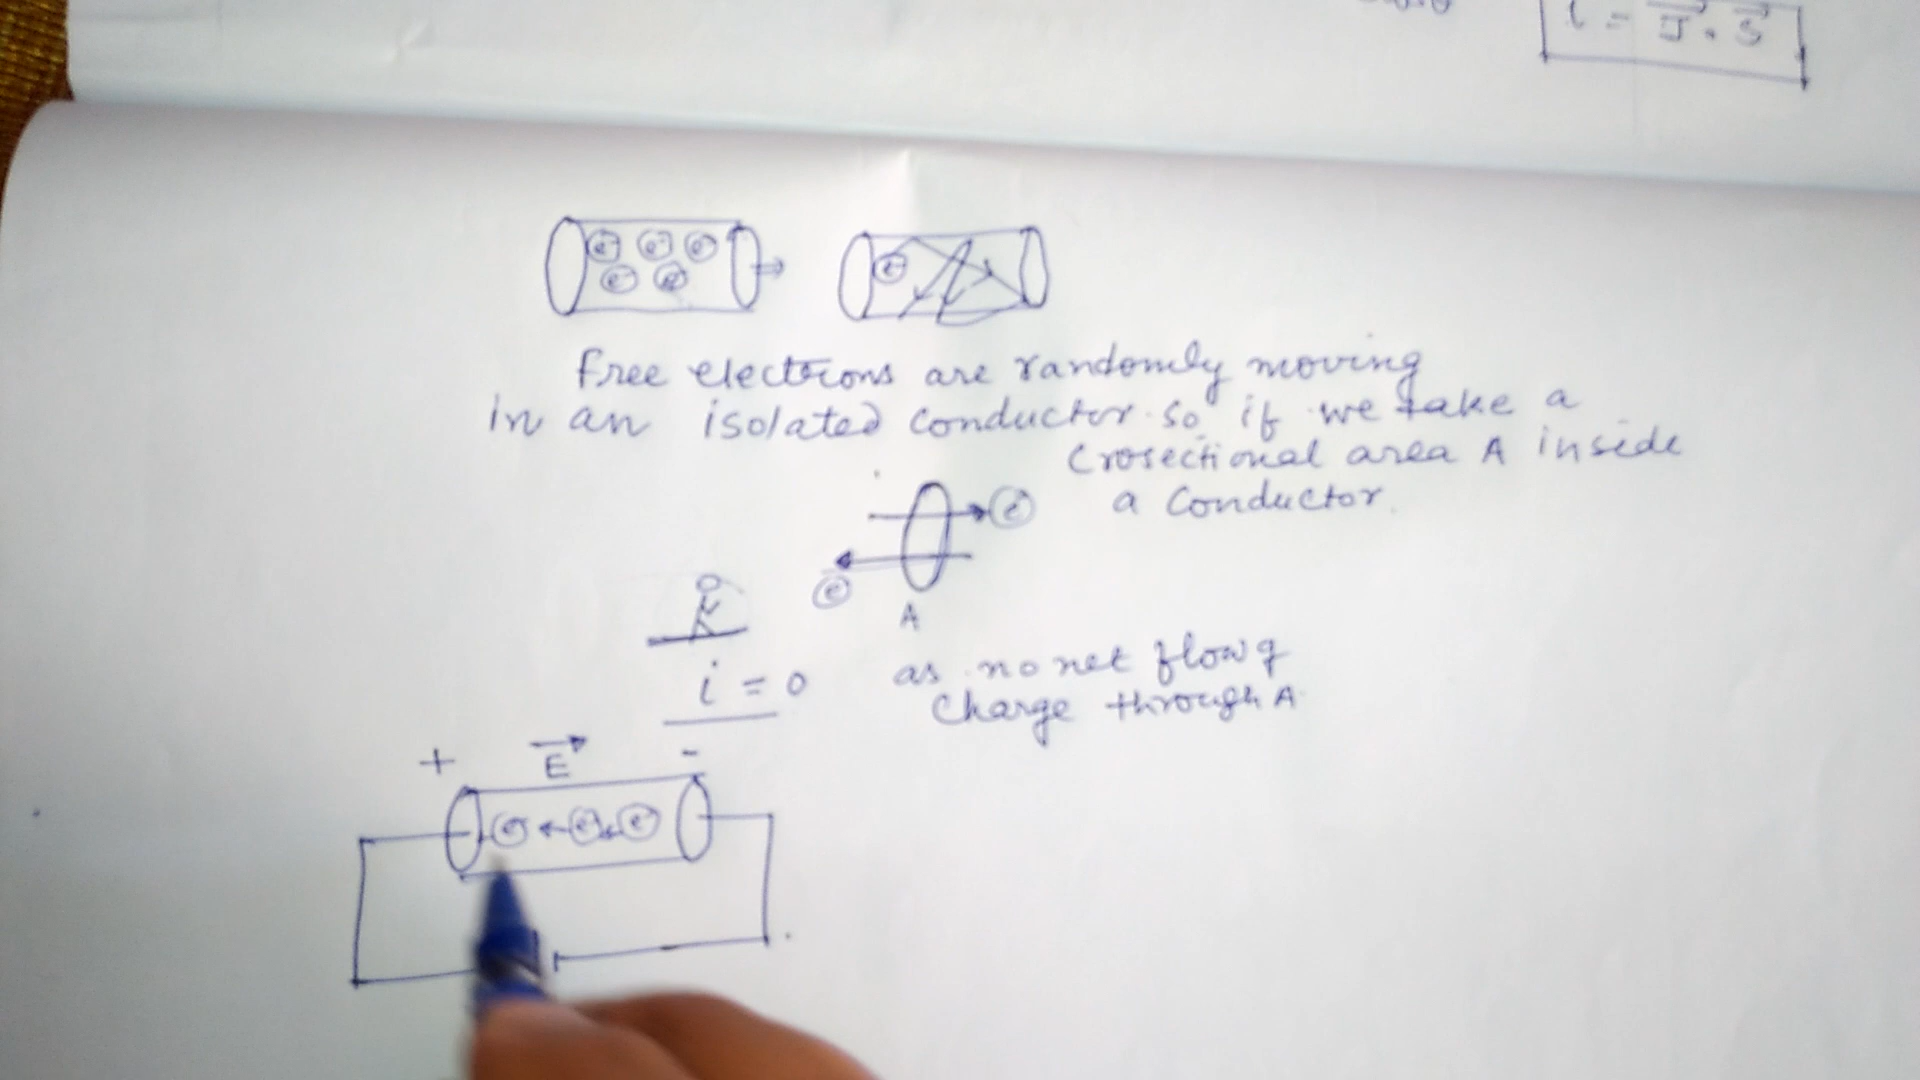 i = J . S
e- e- e- e- e-
e-
free electrons are randomly moving
in an isolated conductor. so if we take a
Crosectional area A inside
a Conductor.
e
e
A
i = 0 as no net flow of
Charge through A
+ E -
e e e